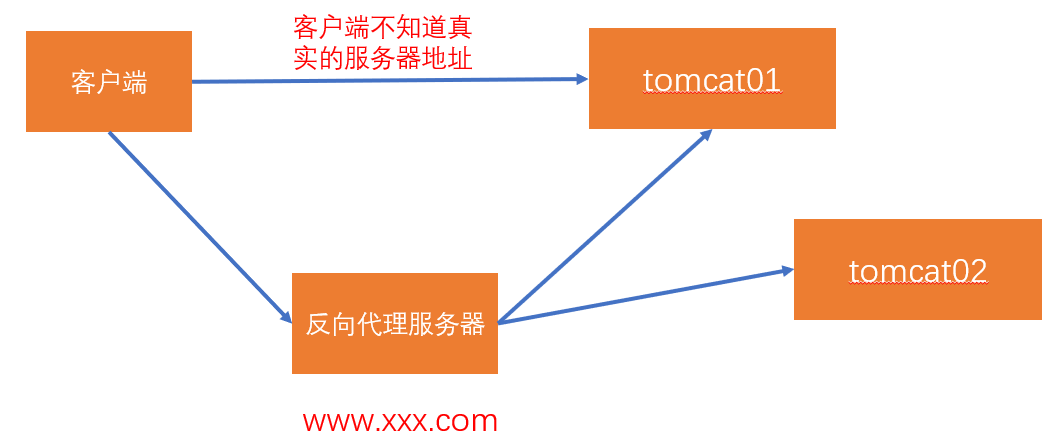 客户端不知道真
实的服务器地址
客户端
tomcat01
tomcat02
反向代理服务器
www.xxx.com